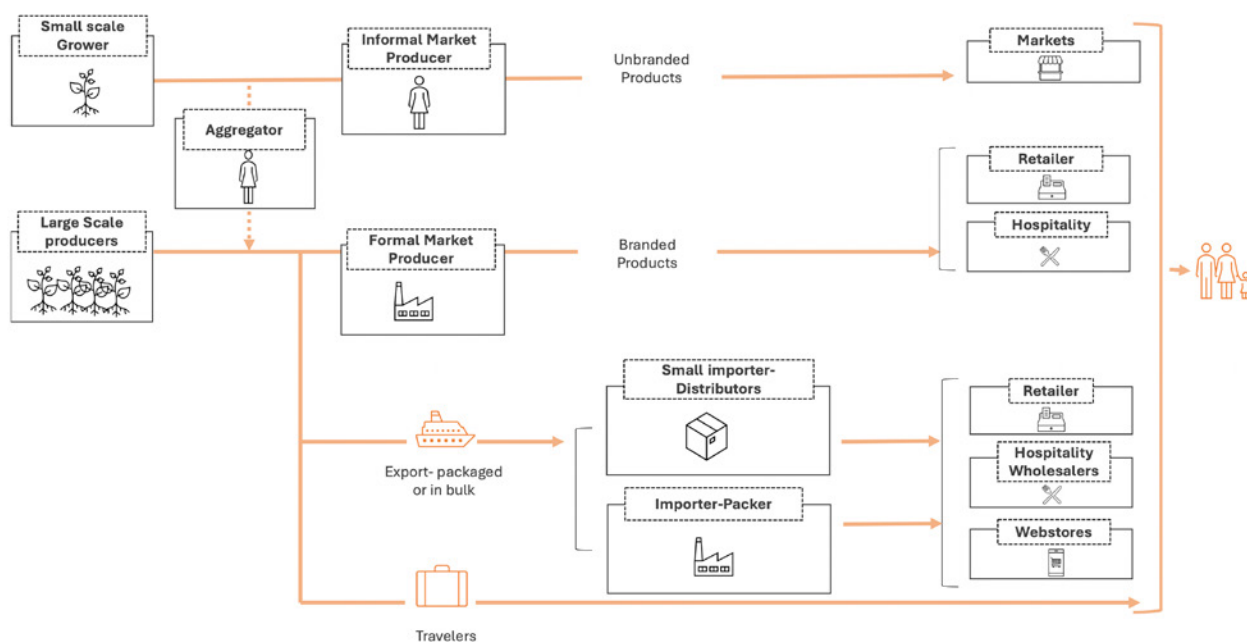 Small scale
Grower
Informal Market
Producer
Unbranded
Products
Markets
Aggregator
Retailer
Hospitality
Large Scale
producers
Formal Market
Producer
Branded
Products
Small importer-
Distributors
Retailer
Export- packaged
or in bulk
Hospitality
Wholesalers
Importer-Packer
Webstores
Travelers